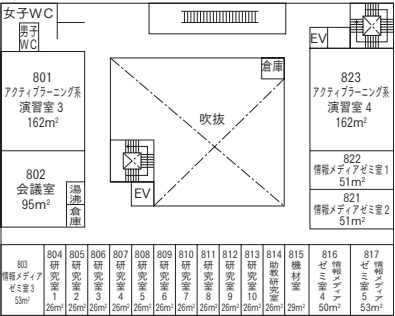 女子WC
男子
WC
EV
801
アクティブラーニング系
演習室3
162m²
倉庫
823
アクティブラーニング系
演習室4
162m²
吹抜
802
会議室
95m²
湯沸
倉庫
EV
822
情報メディアゼミ室1
51m²
821
情報メディアゼミ室2
51m²
803
情報メディア
ゼミ室3
53m²
804
研究室1
26m²
805
研究室2
26m²
806
研究室3
26m²
807
研究室4
26m²
808
研究室5
26m²
809
研究室6
26m²
810
研究室7
26m²
811
研究室8
26m²
812
研究室9
26m²
813
研究室10
26m²
814
助教研究室
26m²
815
機材室
29m²
816
情報メディア
ゼミ室4
50m²
817
情報メディア
ゼミ室5
53m²